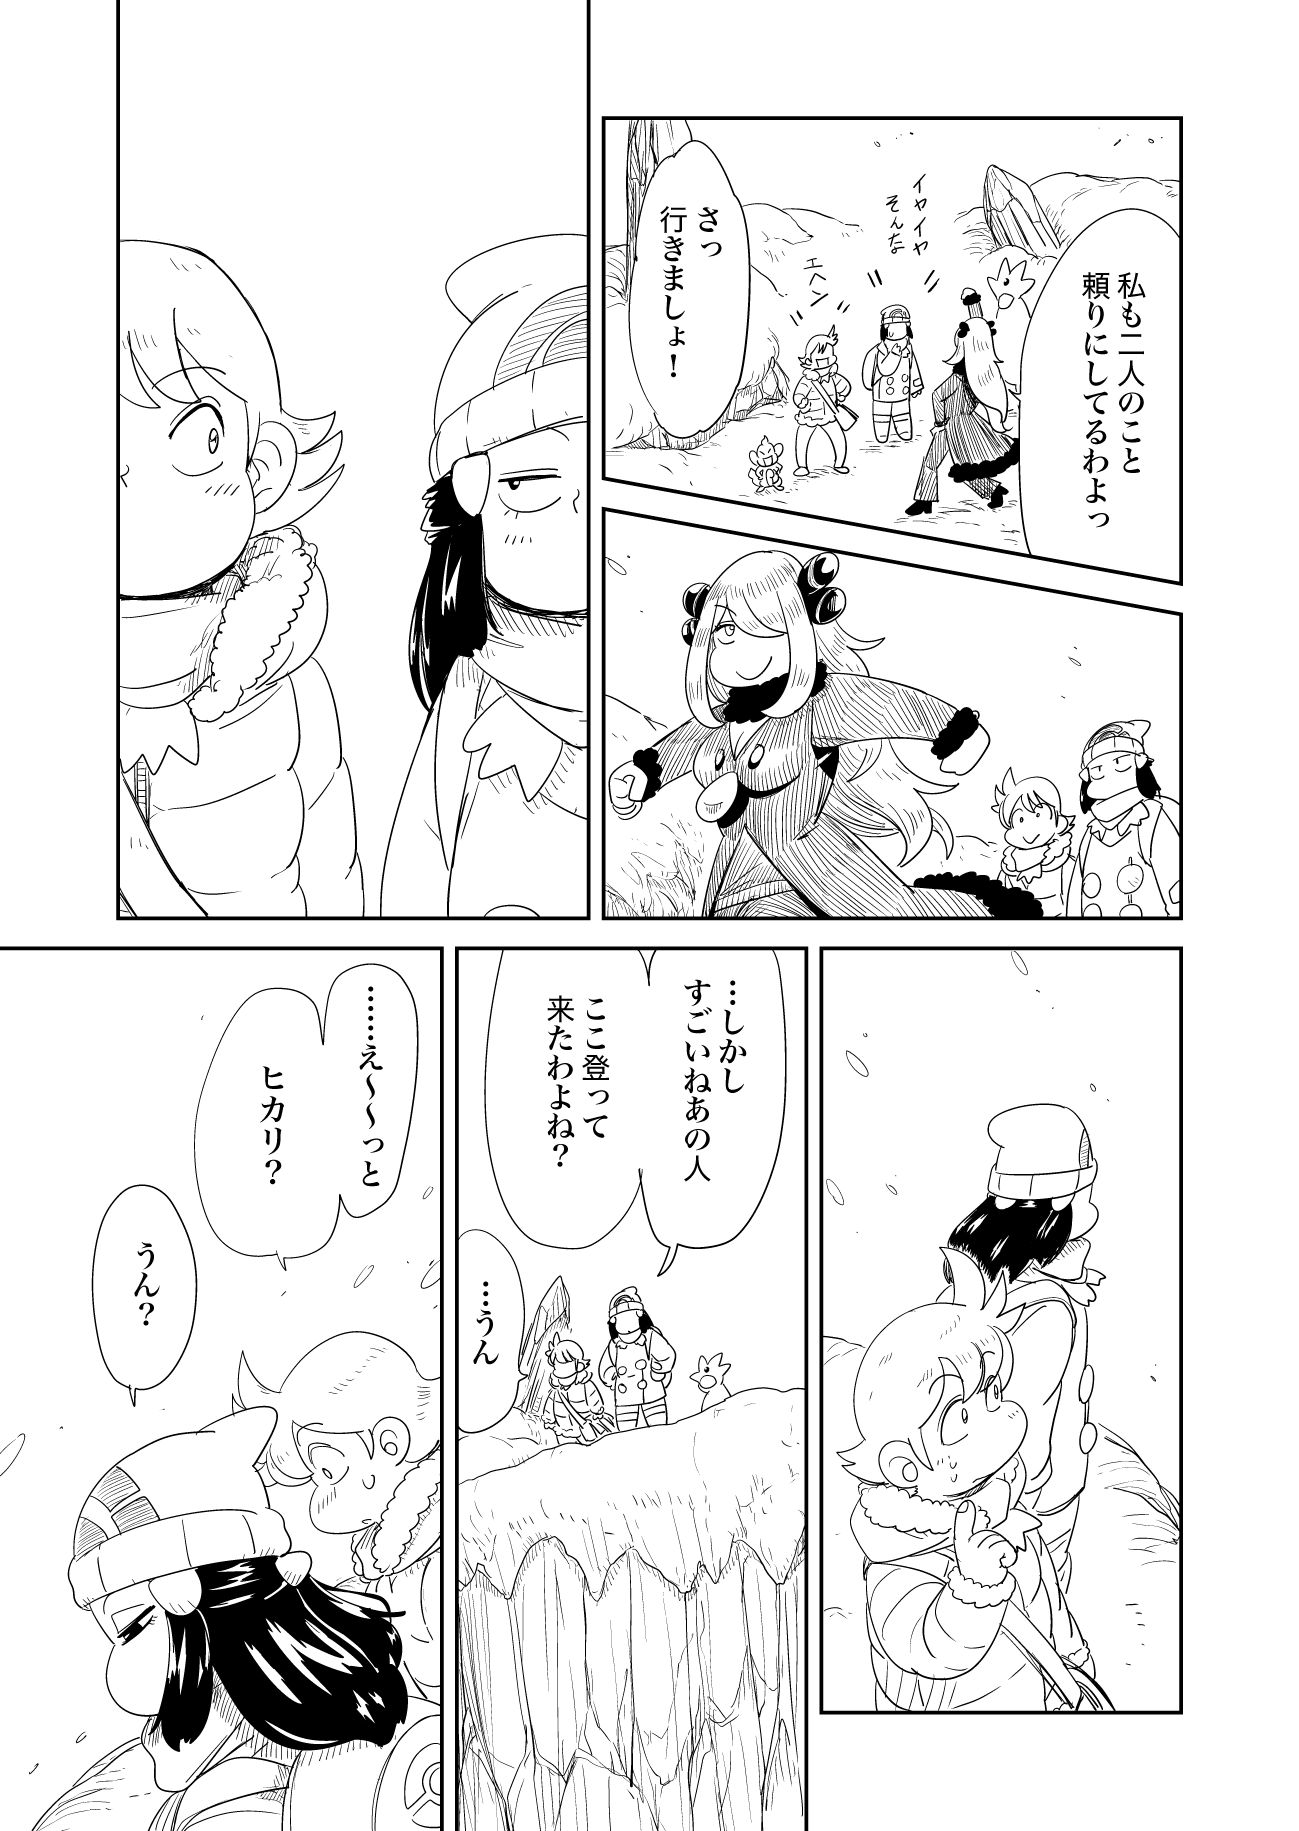 私も二人のこと
頼りにしてるわよっ
イヤイヤ
そんな
エヘン
さっ
行きましょ！
…しかし
すごいねあの人
ここ登って
来たわよね？
…うん
……え〜〜っと
ヒカリ？
うん？